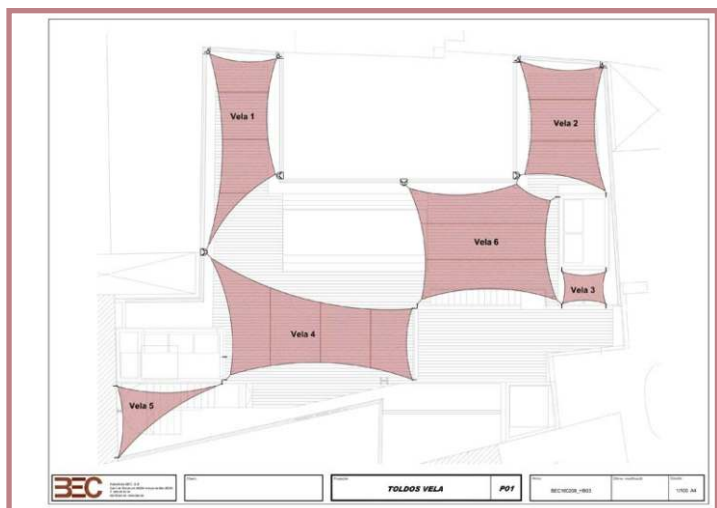 Vela 1
Vela 2
Vela 6
Vela 3
Vela 4
Vela 5
BEC
TOLDOS VELA
P01
1/100 A4